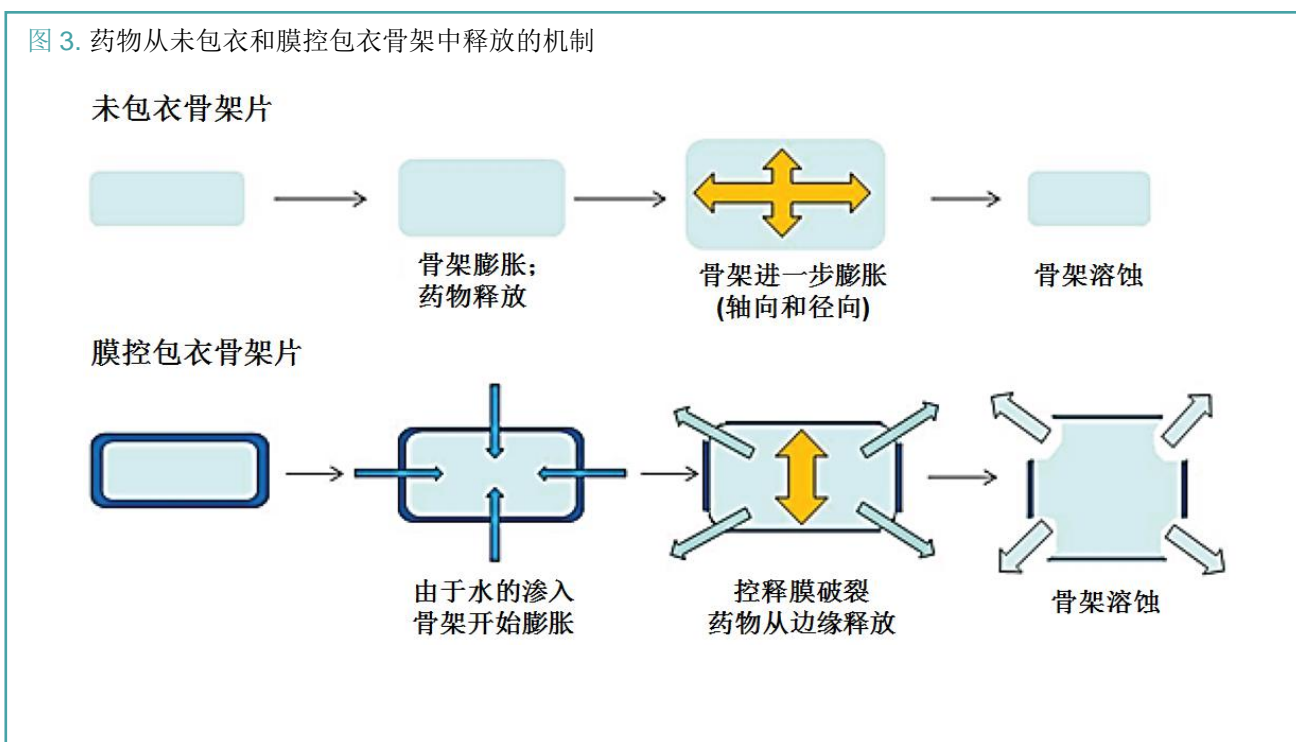 图 3. 药物从未包衣和膜控包衣骨架中释放的机制
未包衣骨架片
骨架膨胀；
药物释放
骨架进一步膨胀
(轴向和径向)
骨架溶蚀
膜控包衣骨架片
由于水的渗入
骨架开始膨胀
控释膜破裂
药物从边缘释放
骨架溶蚀